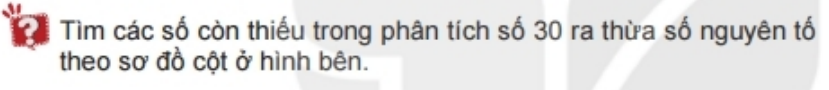 Tìm các số còn thiếu trong phân tích số 30 ra thừa số nguyên tố
theo sơ đồ cột ở hình bên.